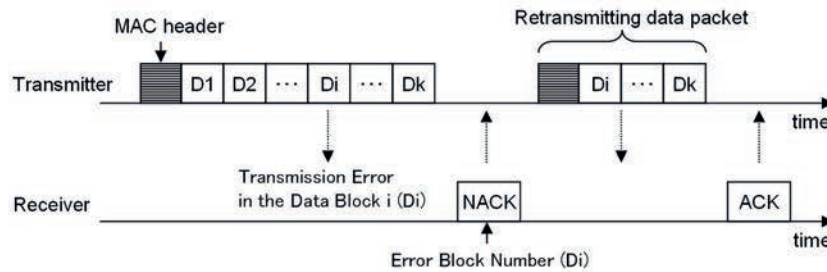 MAC header
Retransmitting data packet
Transmitter
D1 D2 ··· Di ··· Dk
Di ··· Dk
time
Transmission Error
in the Data Block i (Di)
Receiver
NACK
ACK
time
Error Block Number (Di)